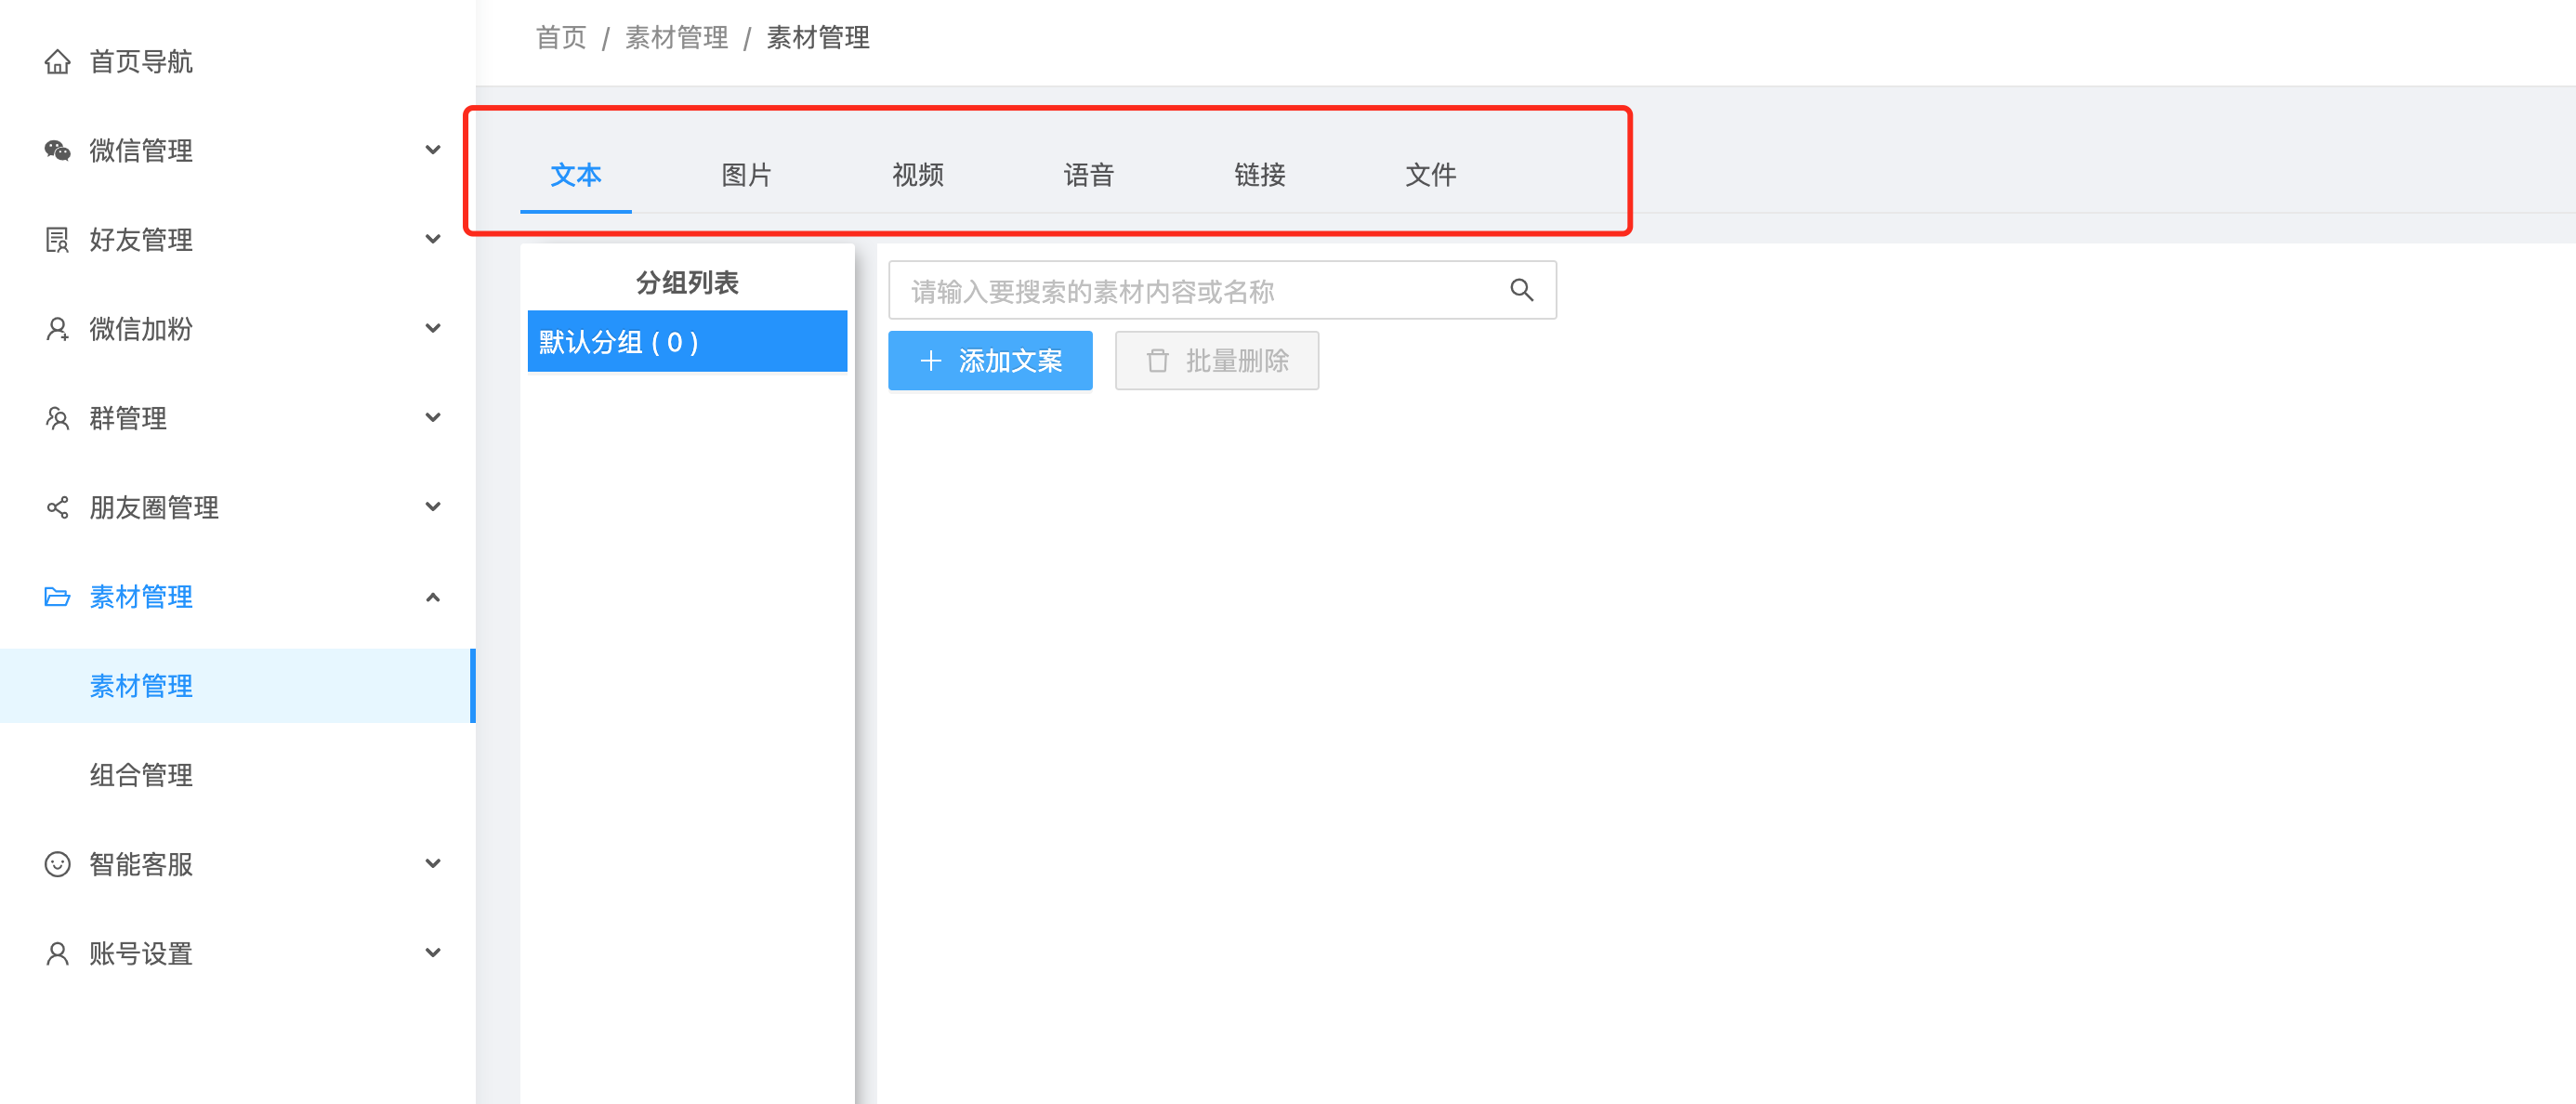 首页导航
微信管理
好友管理
微信加粉
群管理
朋友圈管理
素材管理
素材管理
组合管理
智能客服
账号设置
首页 / 素材管理 / 素材管理
文本 图片 视频 语音 链接 文件
分组列表
默认分组 ( 0 )
请输入要搜索的素材内容或名称
添加文案 批量删除